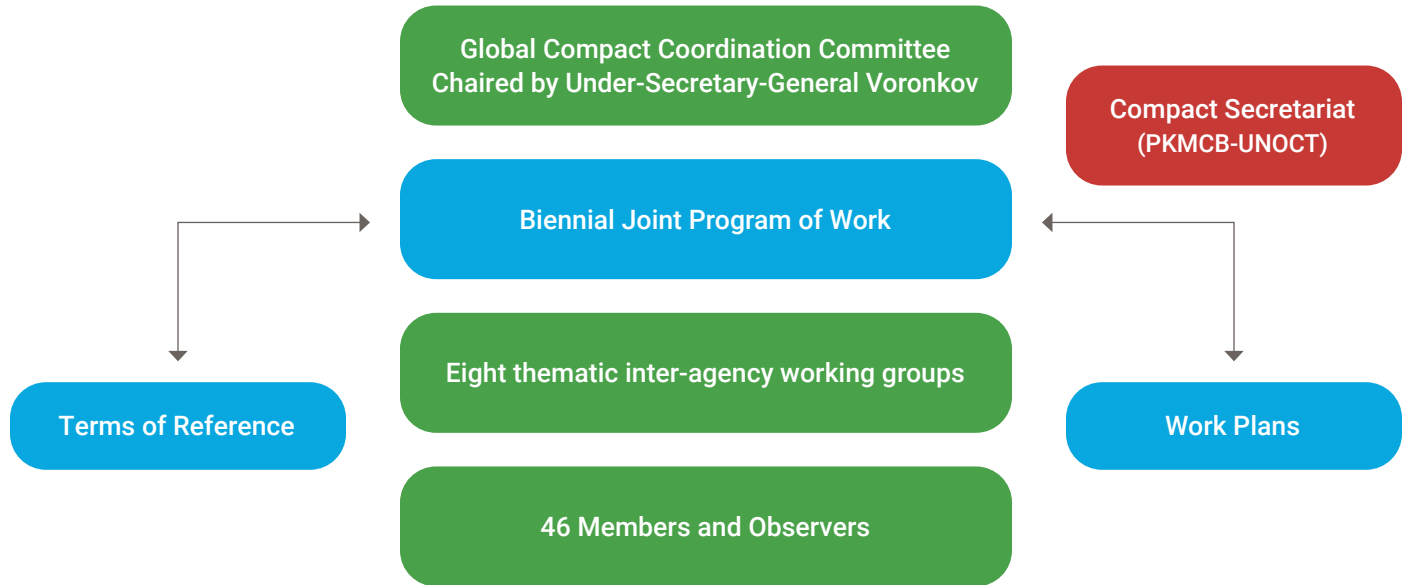 Global Compact Coordination Committee
Chaired by Under-Secretary-General Voronkov
Compact Secretariat
(PKMCB-UNOCT)
Biennial Joint Program of Work
Eight thematic inter-agency working groups
Terms of Reference
Work Plans
46 Members and Observers